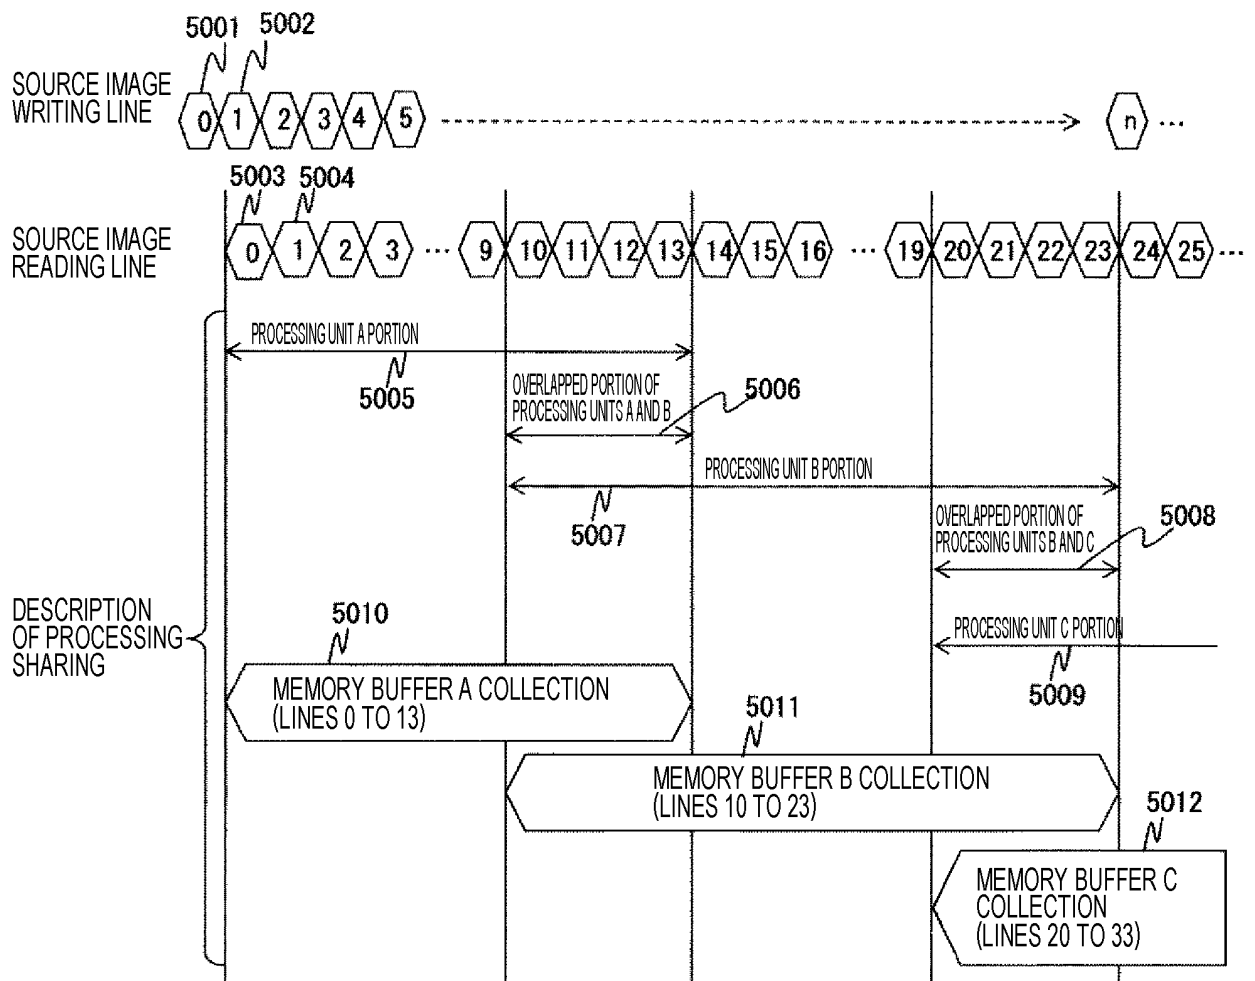 5001 5002
SOURCE IMAGE
WRITING LINE
0 1 2 3 4 5 n ...
5003 5004
SOURCE IMAGE
READING LINE
0 1 2 3 ... 9 10 11 12 13 14 15 16 ... 19 20 21 22 23 24 25 ...
PROCESSING UNIT A PORTION
5005
OVERLAPPED PORTION OF
PROCESSING UNITS A AND B
5006
PROCESSING UNIT B PORTION
5007
OVERLAPPED PORTION OF
PROCESSING UNITS B AND C
5008
DESCRIPTION
OF PROCESSING
SHARING
PROCESSING UNIT C PORTION
5009
5010
MEMORY BUFFER A COLLECTION
(LINES 0 TO 13)
5011
MEMORY BUFFER B COLLECTION
(LINES 10 TO 23)
5012
MEMORY BUFFER C
COLLECTION
(LINES 20 TO 33)